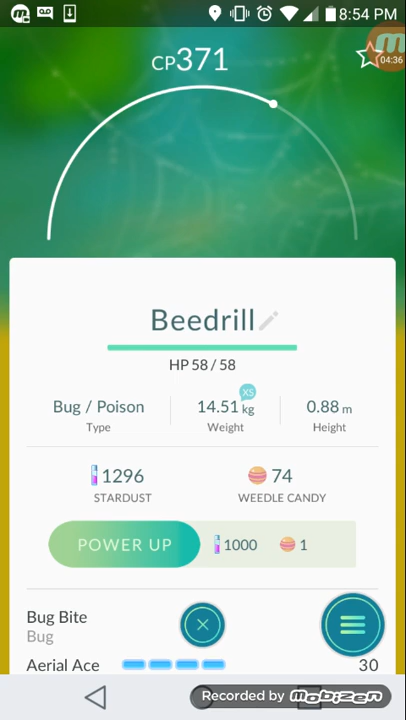 8:54 PM
CP371
04:36
Beedrill
HP 58 / 58
XS
Bug / Poison
14.51 kg
0.88 m
Type
Weight
Height
1296
74
STARDUST
WEEDLE CANDY
POWER UP
1000
1
Bug Bite
Bug
Aerial Ace
30
Recorded by mobizen